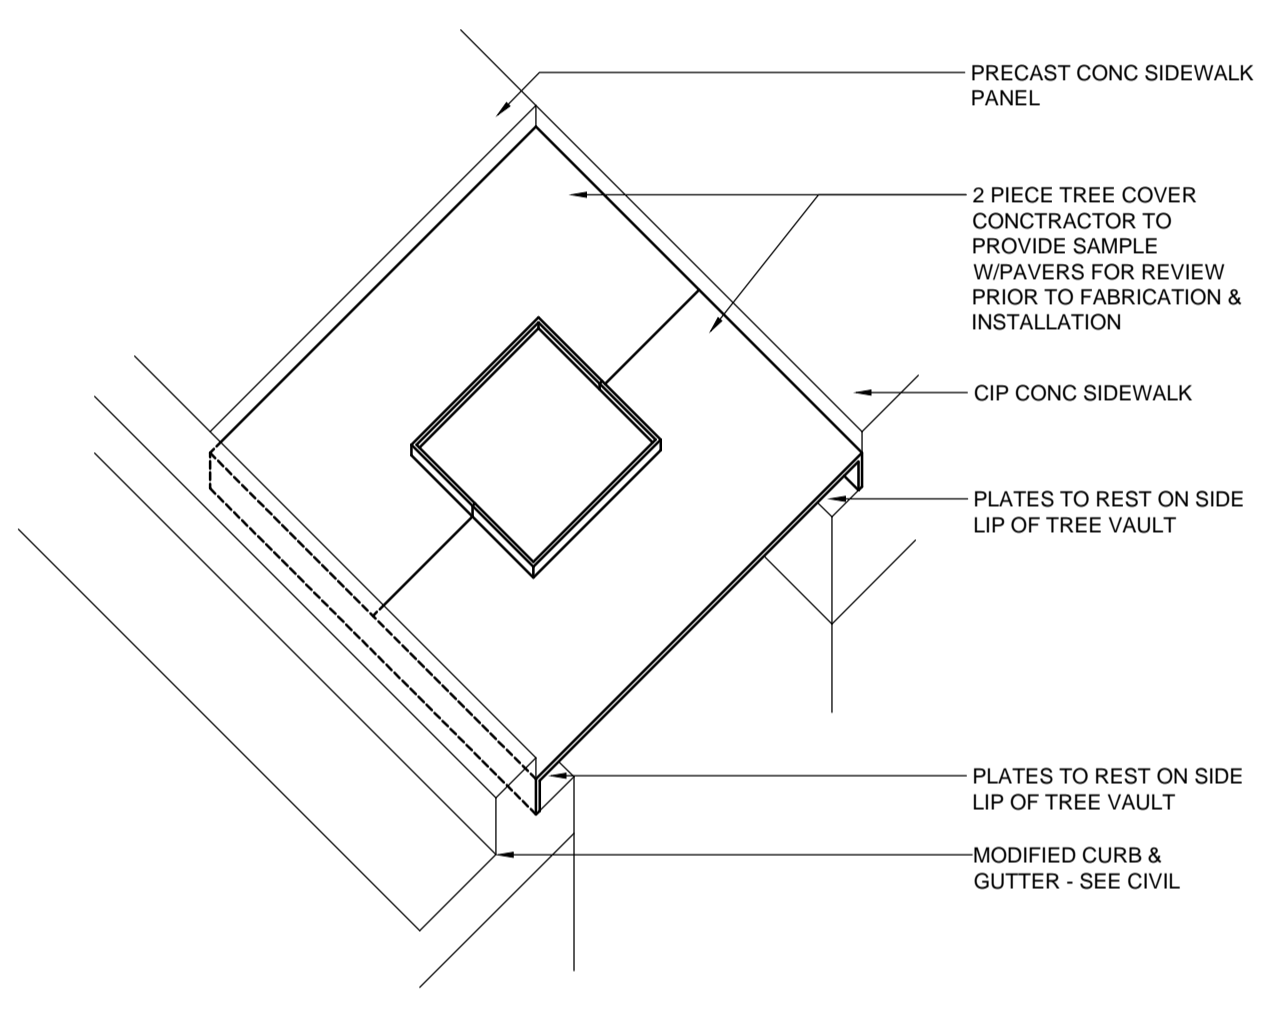 PRECAST CONC SIDEWALK
PANEL
2 PIECE TREE COVER
CONCTRACTOR TO
PROVIDE SAMPLE
W/PAVERS FOR REVIEW
PRIOR TO FABRICATION &
INSTALLATION
CIP CONC SIDEWALK
PLATES TO REST ON SIDE
LIP OF TREE VAULT
PLATES TO REST ON SIDE
LIP OF TREE VAULT
MODIFIED CURB &
GUTTER - SEE CIVIL